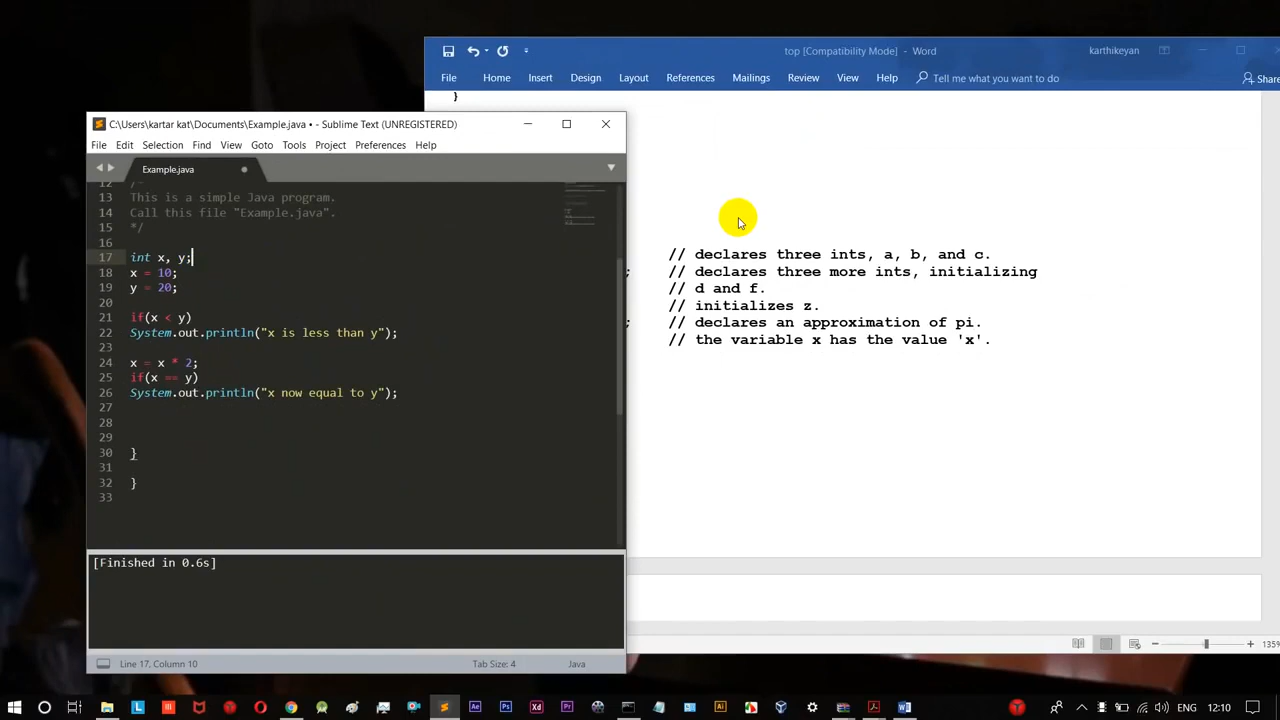 top [Compatibility Mode] - Word
karthikeyan
File Home Insert Design Layout References Mailings Review View Help Tell me what you want to do Share
}
C:\Users\kartar kat\Documents\Example.java • - Sublime Text (UNREGISTERED)
File Edit Selection Find View Goto Tools Project Preferences Help
Example.java
12 /*
13 This is a simple Java program.
14 Call this file "Example.java".
15 */
16
17 int x, y;
18 x = 10;
19 y = 20;
20
21 if(x < y)
22 System.out.println("x is less than y");
23
24 x = x * 2;
25 if(x == y)
26 System.out.println("x now equal to y");
27
28
29
30 }
31
32 }
33
[Finished in 0.6s]
Line 17, Column 10
Tab Size: 4
Java
// declares three ints, a, b, and c.
; // declares three more ints, initializing
// d and f.
// initializes z.
; // declares an approximation of pi.
// the variable x has the value 'x'.
135%
ENG 12:10